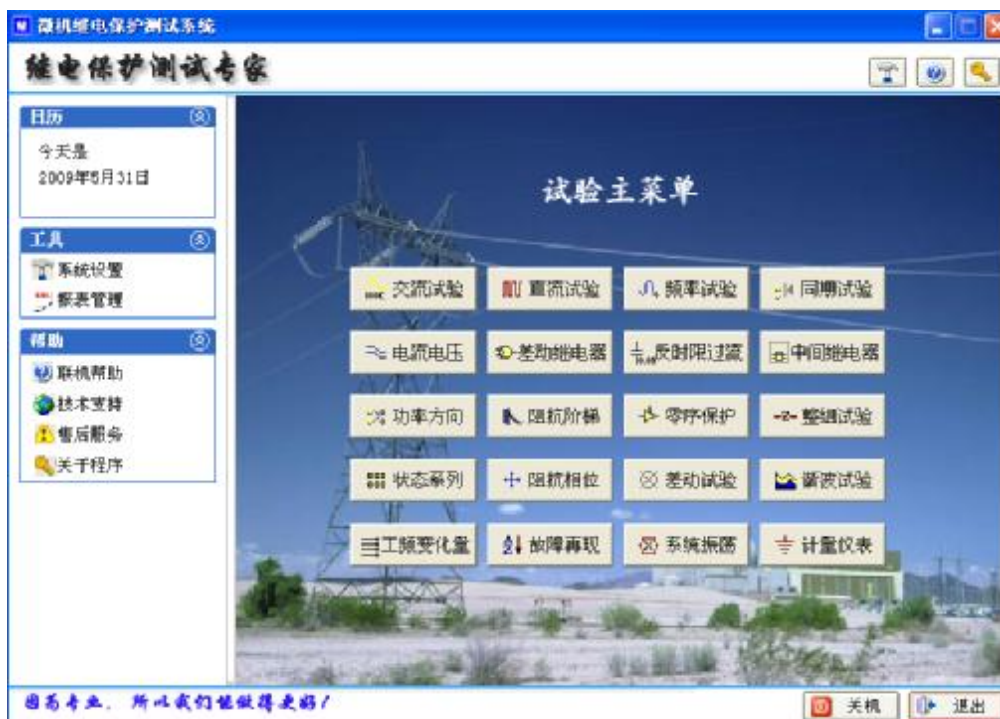 微机继电保护测试系统
继电保护测试专家
日历
今天是
2009年5月31日
工具
系统设置
报表管理
帮助
联机帮助
技术支持
售后服务
关于程序
试验主菜单
交流试验 直流试验 频率试验 同期试验
电流电压 差动继电器 反时限过流 中间继电器
功率方向 阻抗阶梯 零序保护 整组试验
状态系列 阻抗相位 差动试验 谐波试验
工频变化量 故障再现 系统振荡 计量仪表
因为专业,所以我们能做得更好!
关机 退出